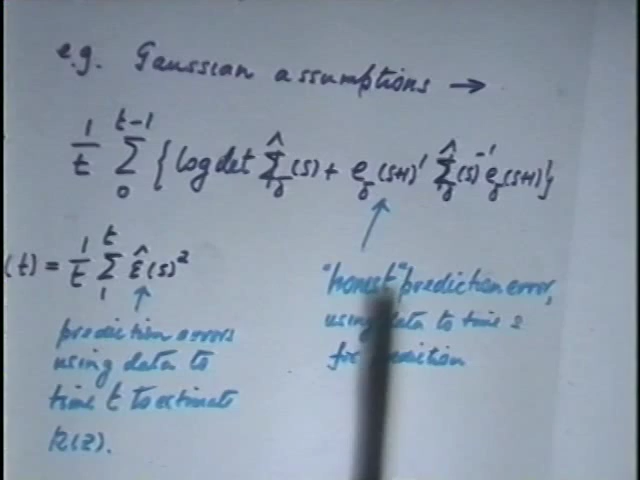 e.g. Gaussian assumptions →
1/t Σ_0^{t-1} { log det Σ̂_γ(s) + e_γ(s+1)' Σ̂_γ(s)^{-1} e_γ(s+1) }
(t) = 1/t Σ_1^t ε̂(s)²
↑
prediction errors
using data to
time t to estimate
k(z).
"honest" prediction error,
using data to time s
for prediction